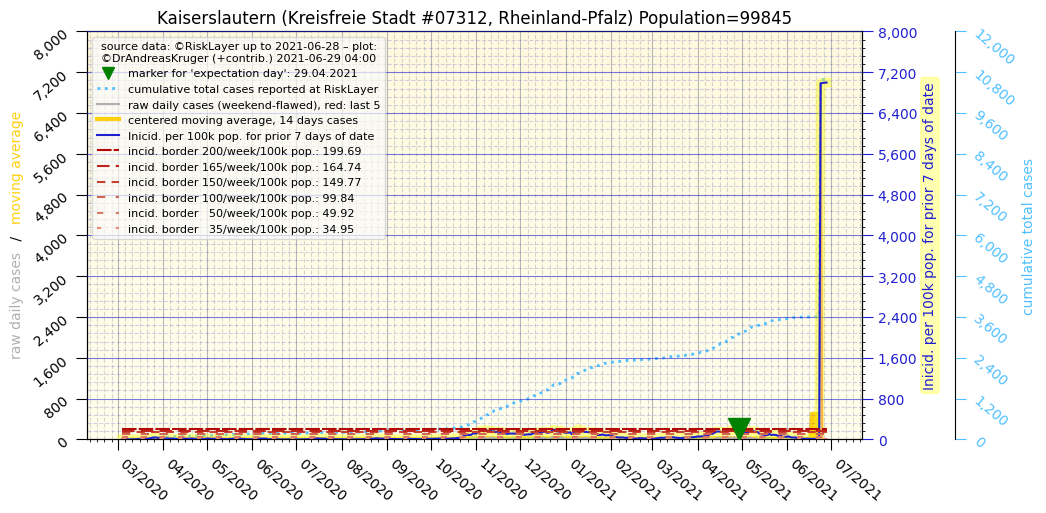 Kaiserslautern (Kreisfreie Stadt #07312, Rheinland-Pfalz) Population=99845
source data: ©RiskLayer up to 2021-06-28 – plot:
©DrAndreasKruger (+contrib.) 2021-06-29 04:00
marker for 'expectation day': 29.04.2021
cumulative total cases reported at RiskLayer
raw daily cases (weekend-flawed), red: last 5
centered moving average, 14 days cases
Inicid. per 100k pop. for prior 7 days of date
incid. border 200/week/100k pop.: 199.69
incid. border 165/week/100k pop.: 164.74
incid. border 150/week/100k pop.: 149.77
incid. border 100/week/100k pop.: 99.84
incid. border   50/week/100k pop.: 49.92
incid. border   35/week/100k pop.: 34.95
raw daily cases / moving average
8,000
7,200
6,400
5,600
4,800
4,000
3,200
2,400
1,600
800
0
03/2020
04/2020
05/2020
06/2020
07/2020
08/2020
09/2020
10/2020
11/2020
12/2020
01/2021
02/2021
03/2021
04/2021
05/2021
06/2021
07/2021
8,000
7,200
6,400
5,600
4,800
4,000
3,200
2,400
1,600
800
0
Inicid. per 100k pop. for prior 7 days of date
12,000
10,800
9,600
8,400
7,200
6,000
4,800
3,600
2,400
1,200
0
cumulative total cases